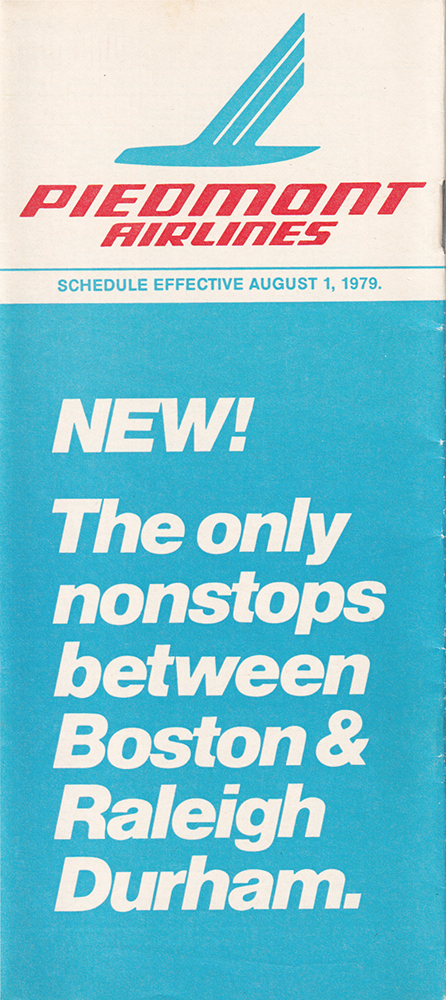 PIEDMONT
AIRLINES
SCHEDULE EFFECTIVE AUGUST 1, 1979.
NEW!
The only
nonstops
between
Boston &
Raleigh
Durham.